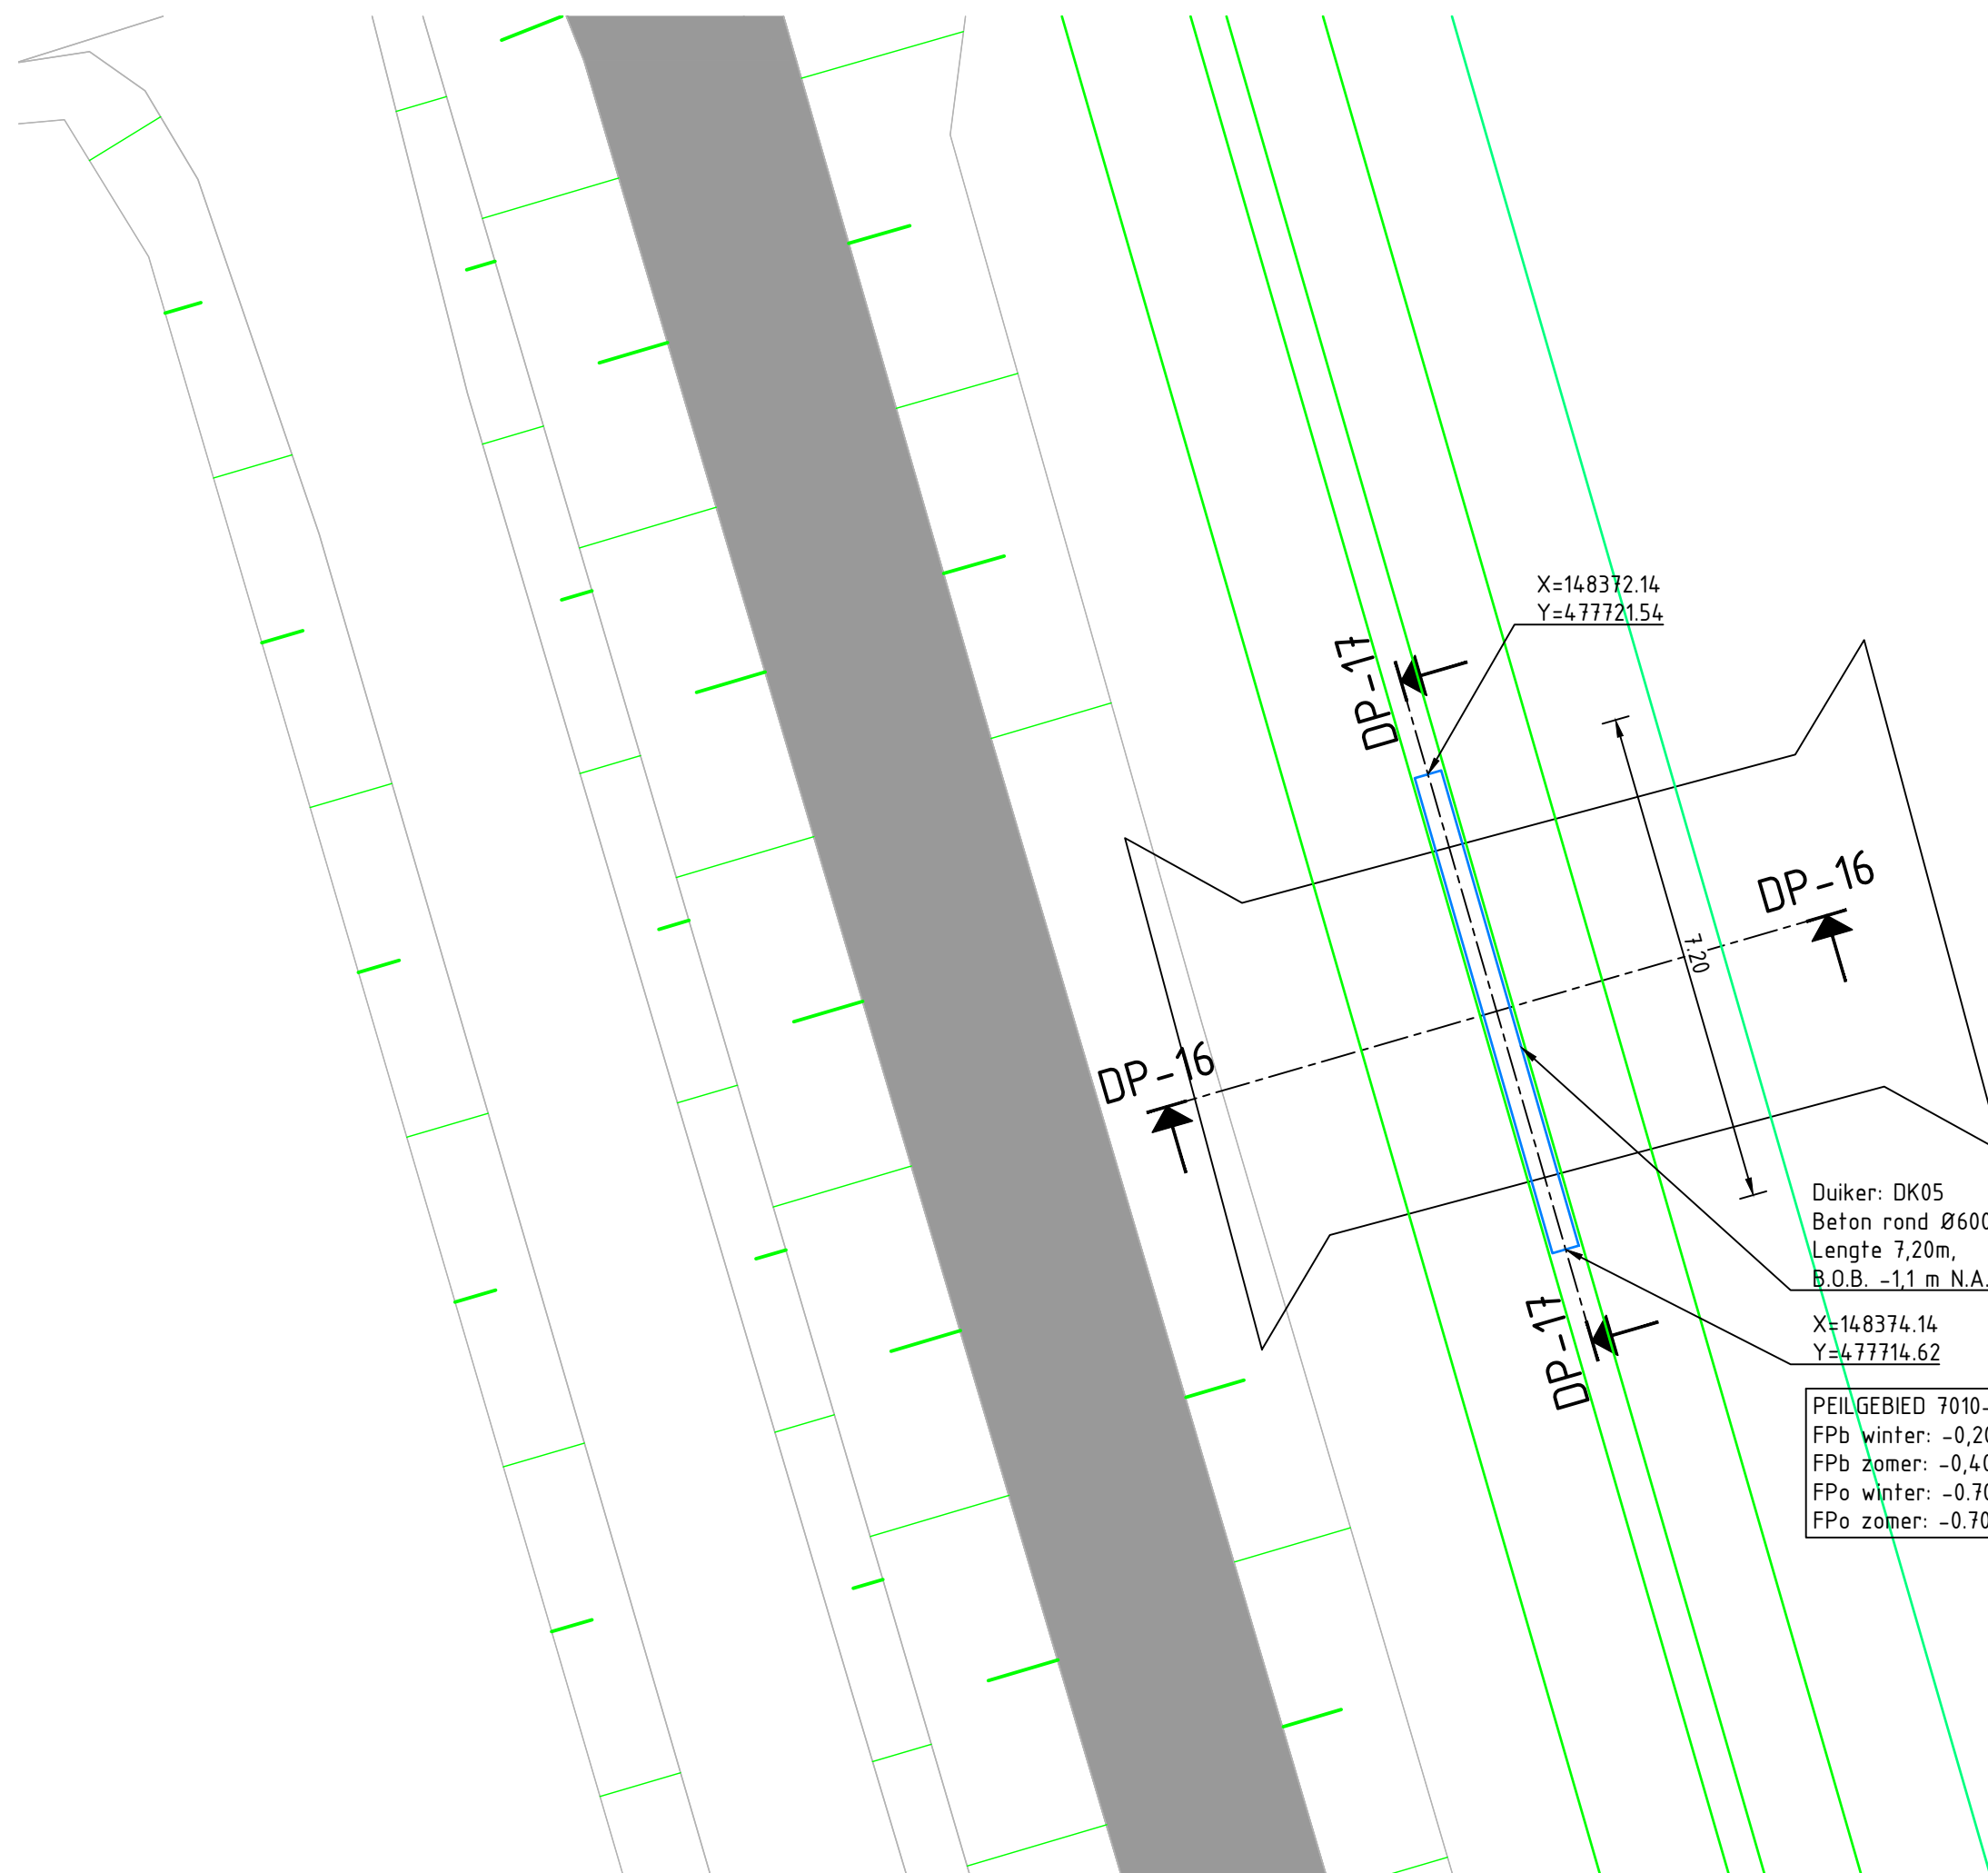 X=148372.14
Y=477721.54
DP-17
DP-16
7.20
DP-16
Duiker: DK05
Beton rond Ø600
Lengte 7,20m,
B.O.B. -1,1 m N.A.
X=148374.14
Y=477714.62
DP-17
PEILGEBIED 7010-
FPb winter: -0,20
FPb zomer: -0,40
FPo winter: -0.70
FPo zomer: -0.70